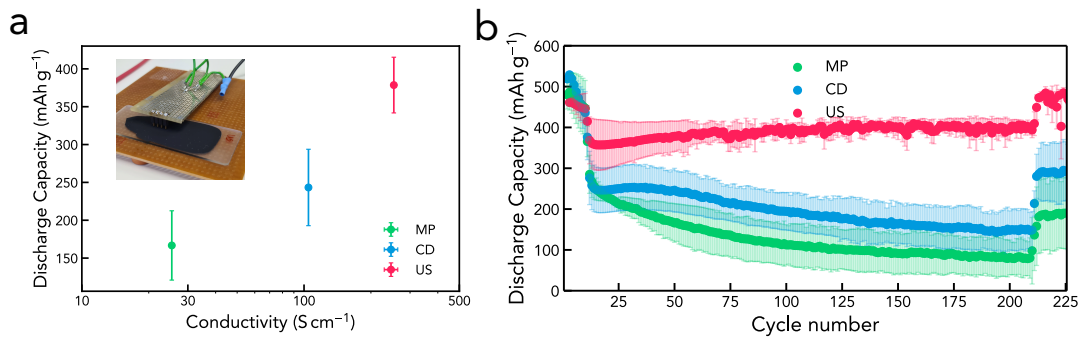 a
Discharge Capacity (mAh g⁻¹)
400
350
300
250
200
150
10
30
100
500
Conductivity (S cm⁻¹)
MP
CD
US
b
Discharge Capacity (mAh g⁻¹)
600
500
400
300
200
100
0
25
50
75
100
125
150
175
200
225
Cycle number
MP
CD
US